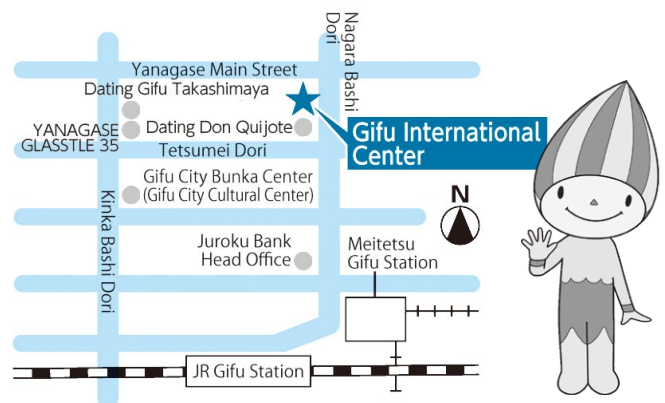 Nagara Bashi
Dori
Yanagase Main Street
Dating Gifu Takashimaya
YANAGASE
GLASSTLE 35
Dating Don Quijote
Gifu International
Center
Tetsumei Dori
Gifu City Bunka Center
(Gifu City Cultural Center)
Kinka Bashi Dori
N
Juroku Bank
Head Office
Meitetsu
Gifu Station
JR Gifu Station